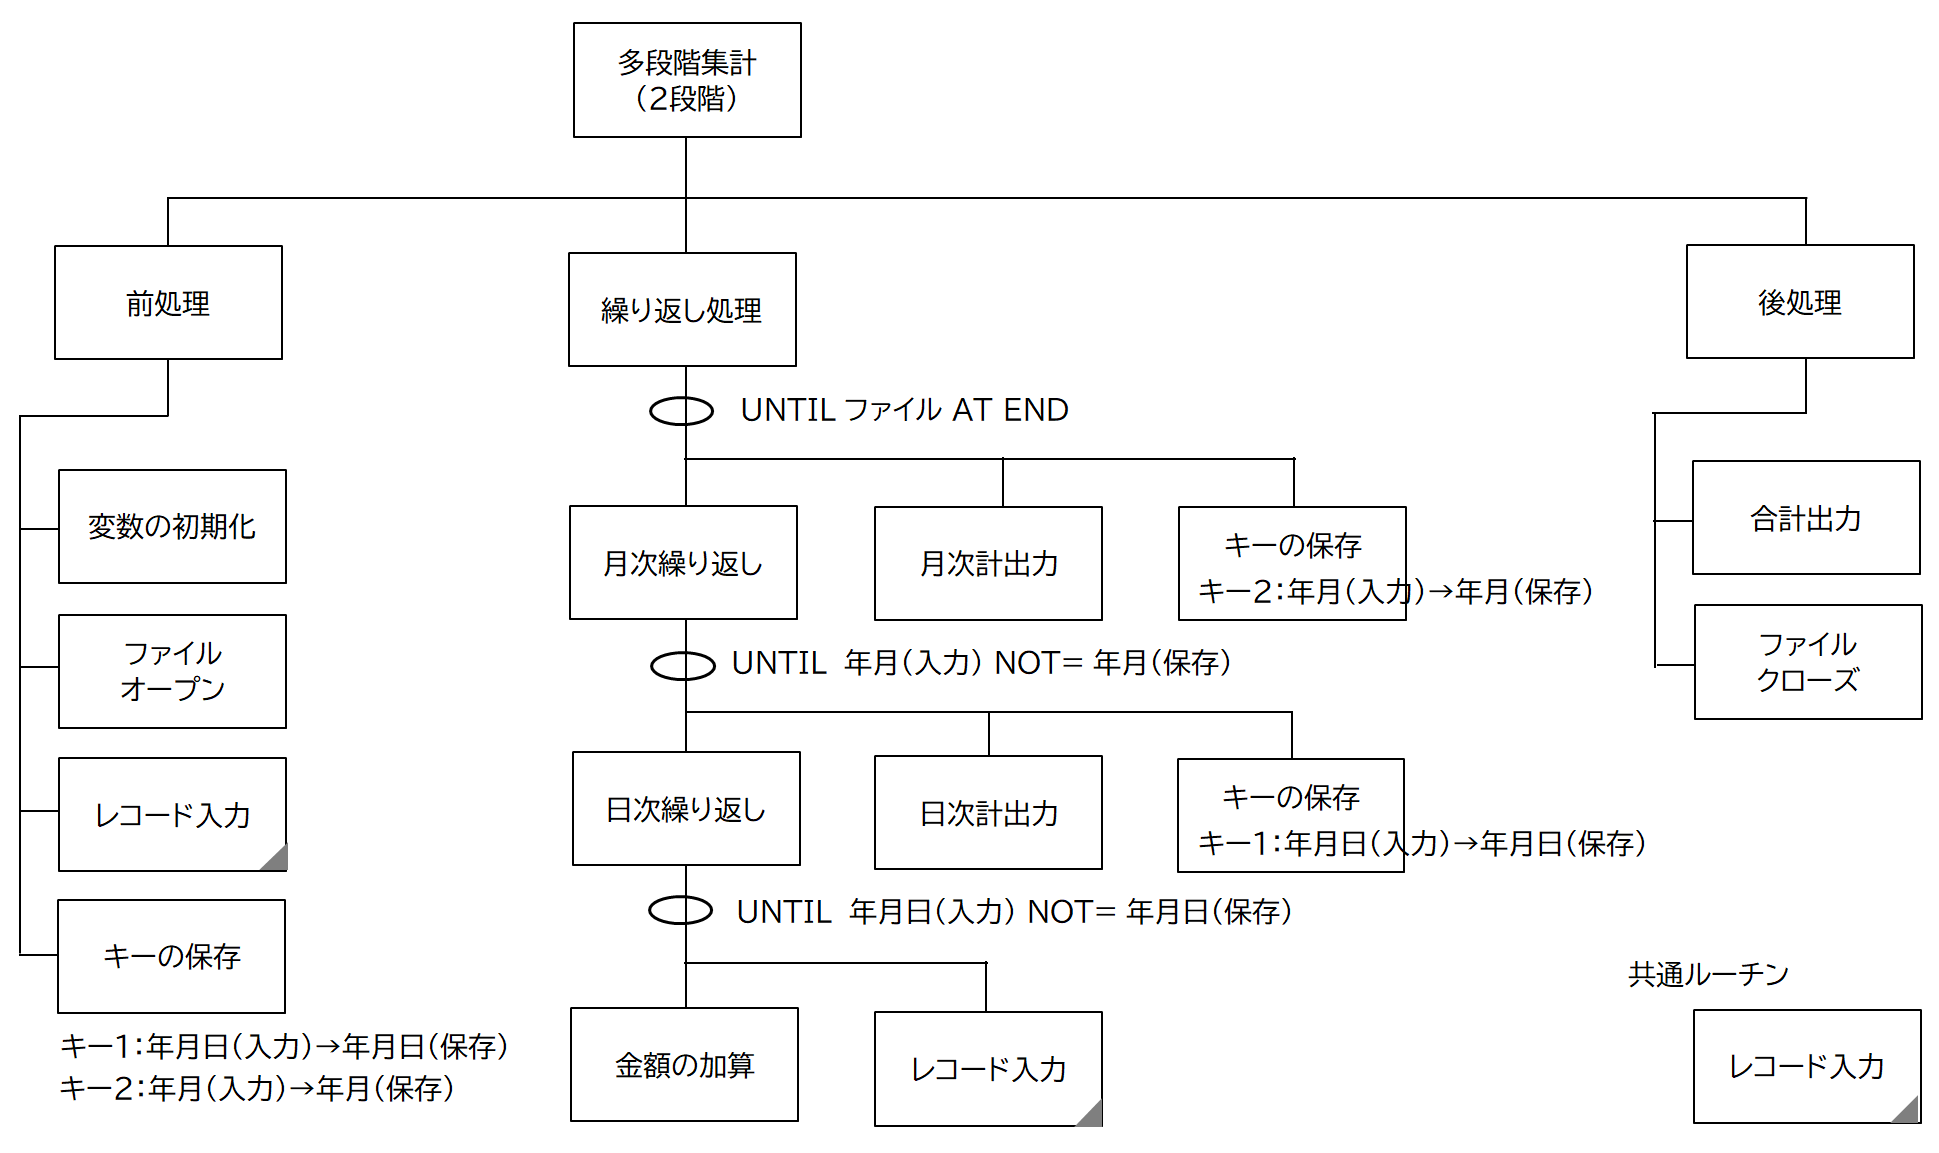 多段階集計
（2段階）
前処理
繰り返し処理
後処理
UNTIL ファイル AT END
変数の初期化
ファイル
オープン
レコード入力
キーの保存
キー1：年月日（入力）→年月日（保存）
キー2：年月（入力）→年月（保存）
月次繰り返し
月次計出力
キーの保存
キー2：年月（入力）→年月（保存）
UNTIL 年月（入力） NOT= 年月（保存）
日次繰り返し
日次計出力
キーの保存
キー1：年月日（入力）→年月日（保存）
UNTIL 年月日（入力） NOT= 年月日（保存）
金額の加算
レコード入力
合計出力
ファイル
クローズ
共通ルーチン
レコード入力